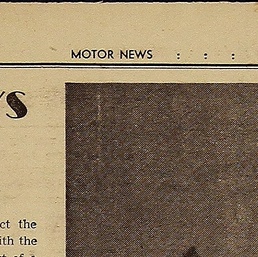 MOTOR NEWS : : :
's
ct the
ith the